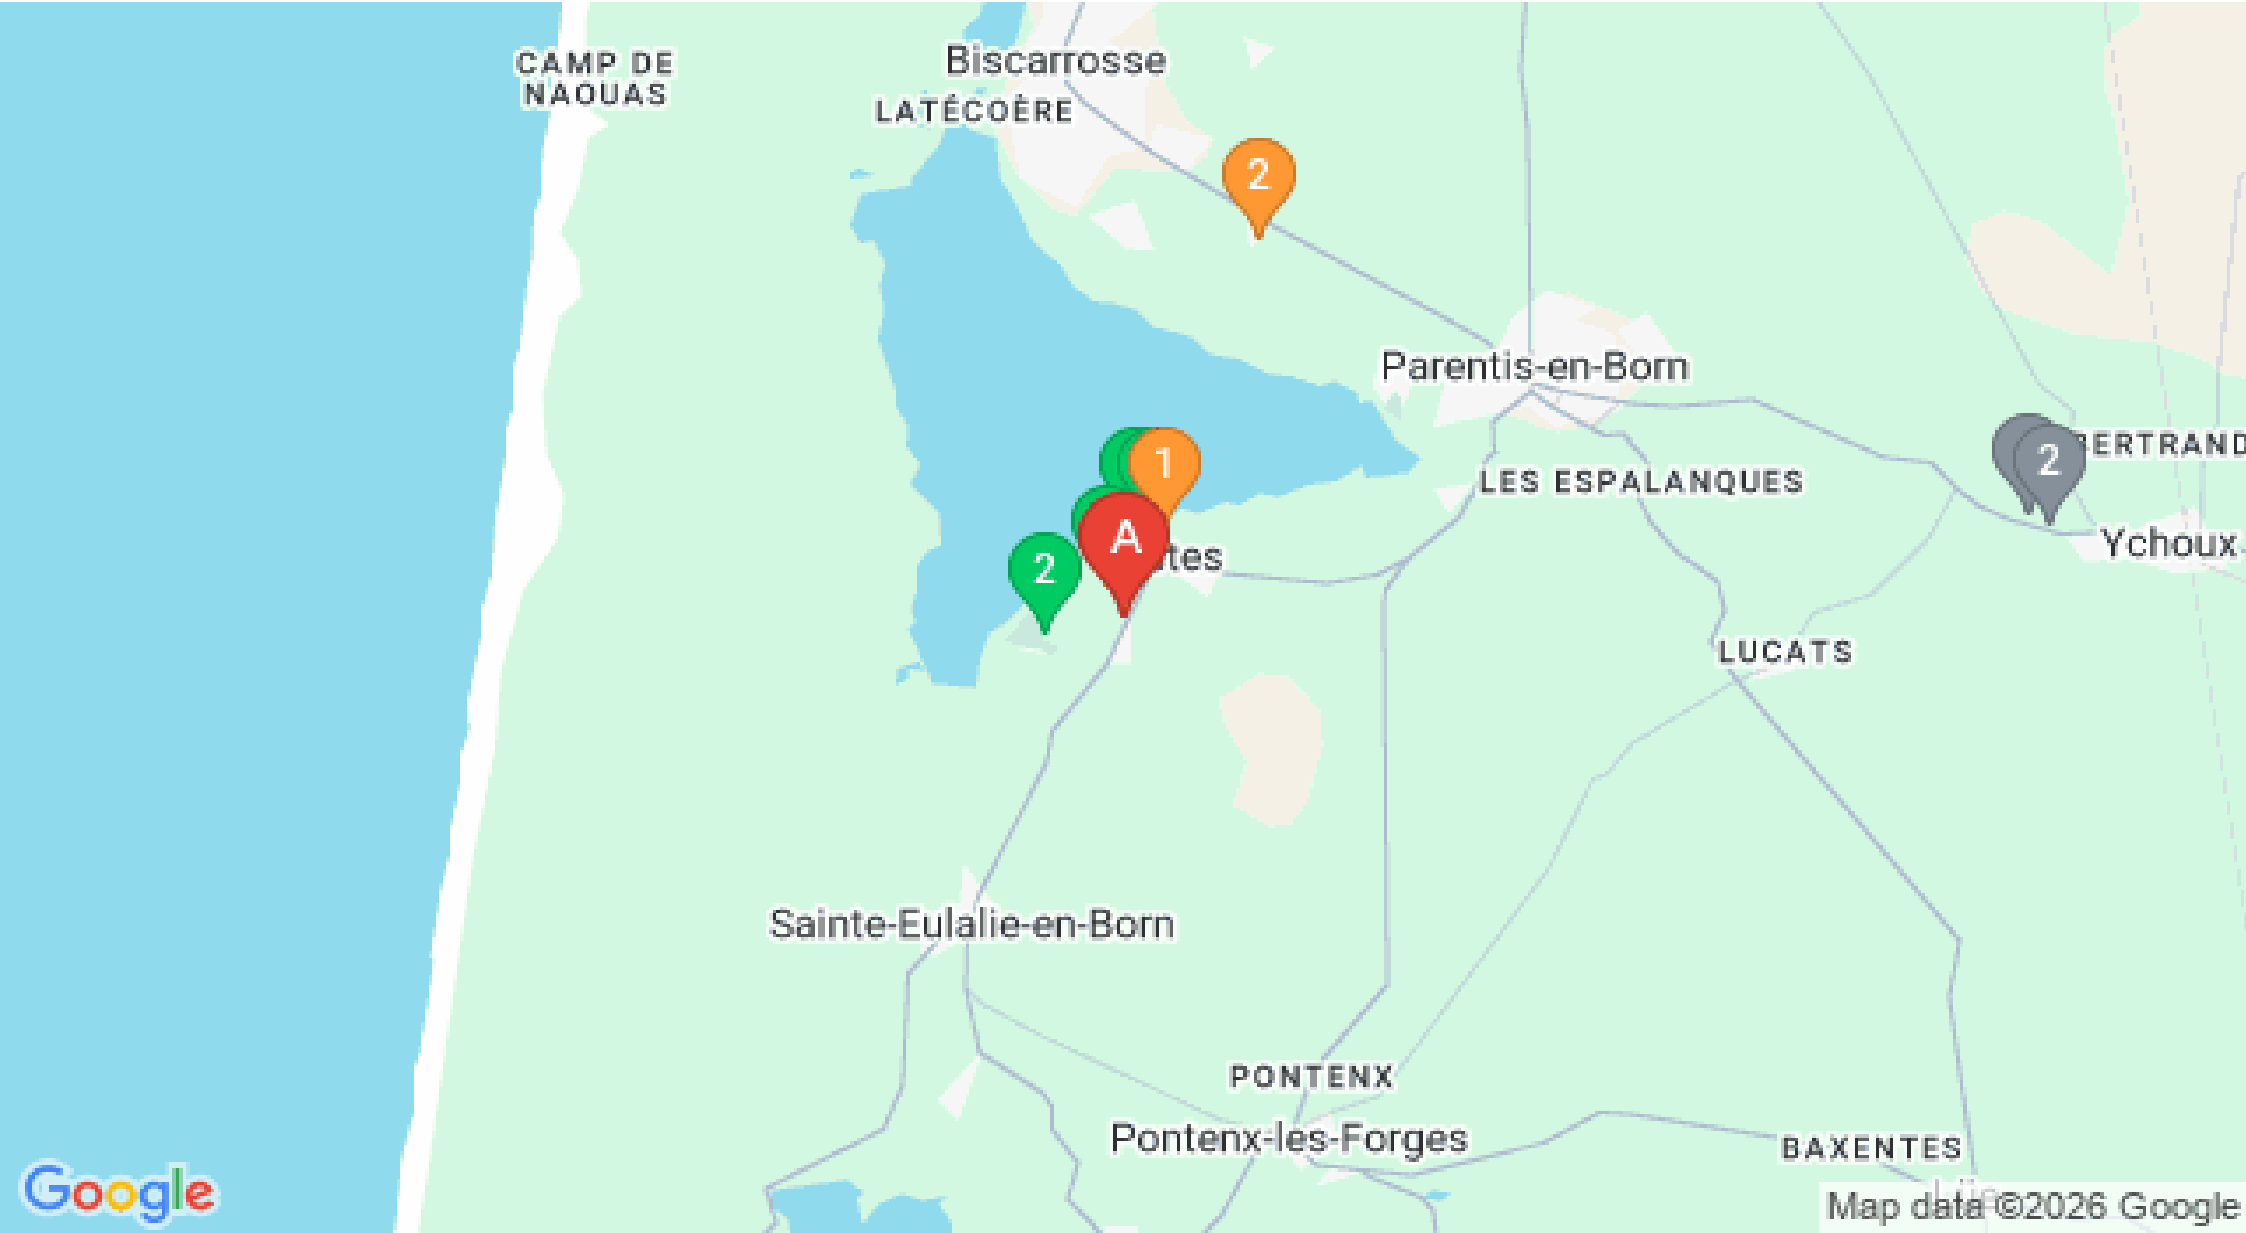 CAMP DE
NAOUAS
Biscarrosse
LATÉCOÈRE
2
Parentis-en-Born
1
BERTRAND
2
LES ESPALANQUES
A
tes
2
Ychoux
LUCATS
Sainte-Eulalie-en-Born
PONTENX
Pontenx-les-Forges
BAXENTES
Google
Map data ©2026 Google